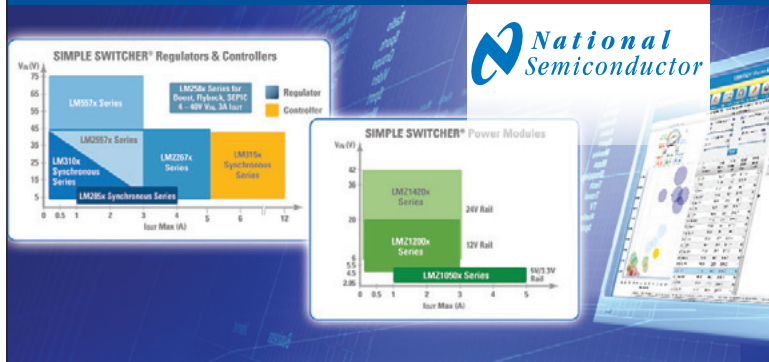 National
Semiconductor
SIMPLE SWITCHER® Regulators & Controllers
VIN (V)
75
65
55
45
35
25
15
5
LM557x Series
LM258x Series for
Boost, Flyback, SEPIC
4 – 40V VIN, 3A IOUT
Regulator
Controller
LM2557x Series
LM310x
Synchronous
Series
LM2267x
Series
LM315x
Synchronous
Series
LM285x Synchronous Series
0 0.5 1 2 3 4 5 6 12
IOUT Max (A)
SIMPLE SWITCHER® Power Modules
VIN (V)
42
36
20
6
5.5
4.5
2.95
LMZ1420x
Series
24V Rail
LMZ1200x
Series
12V Rail
LMZ1050x Series
5V/3.3V
Rail
0 0.5 1 2 3 4 5
IOUT Max (A)